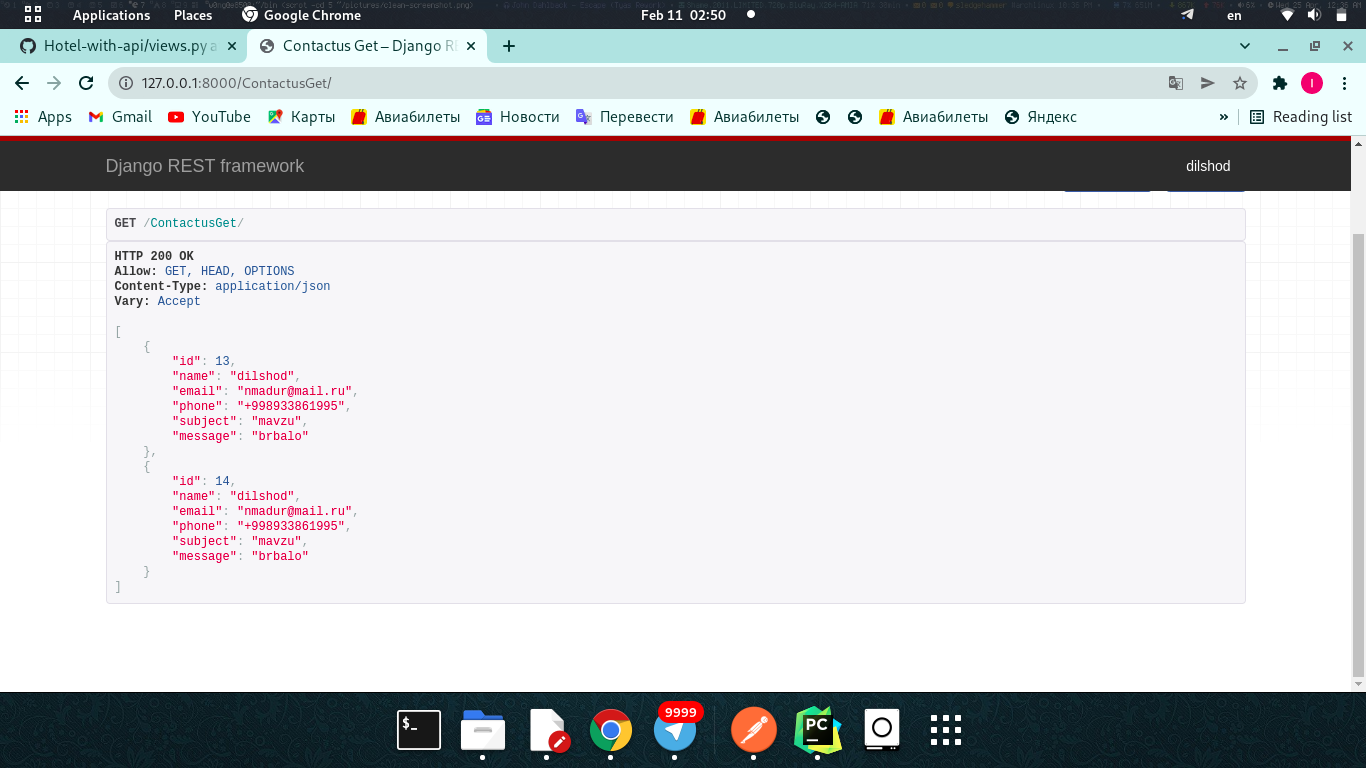 Applications Places Google Chrome Feb 11 02:50 en
Hotel-with-api/views.py a Contactus Get – Django R
127.0.0.1:8000/ContactusGet/
Apps Gmail YouTube Карты Авиабилеты Новости Перевести Авиабилеты Авиабилеты Яндекс » Reading list
Django REST framework dilshod
GET /ContactusGet/
HTTP 200 OK
Allow: GET, HEAD, OPTIONS
Content-Type: application/json
Vary: Accept
[
{
"id": 13,
"name": "dilshod",
"email": "nmadur@mail.ru",
"phone": "+998933861995",
"subject": "mavzu",
"message": "brbalo"
},
{
"id": 14,
"name": "dilshod",
"email": "nmadur@mail.ru",
"phone": "+998933861995",
"subject": "mavzu",
"message": "brbalo"
}
]
$_ 9999 PC